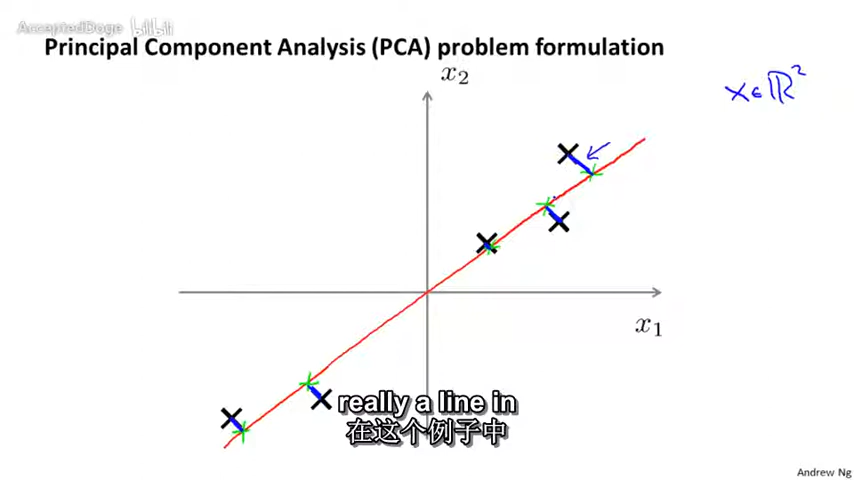 AcceptedDoge bilibili
Principal Component Analysis (PCA) problem formulation
x₂
x ∈ ℝ²
x₁
really a line in
在这个例子中
Andrew Ng